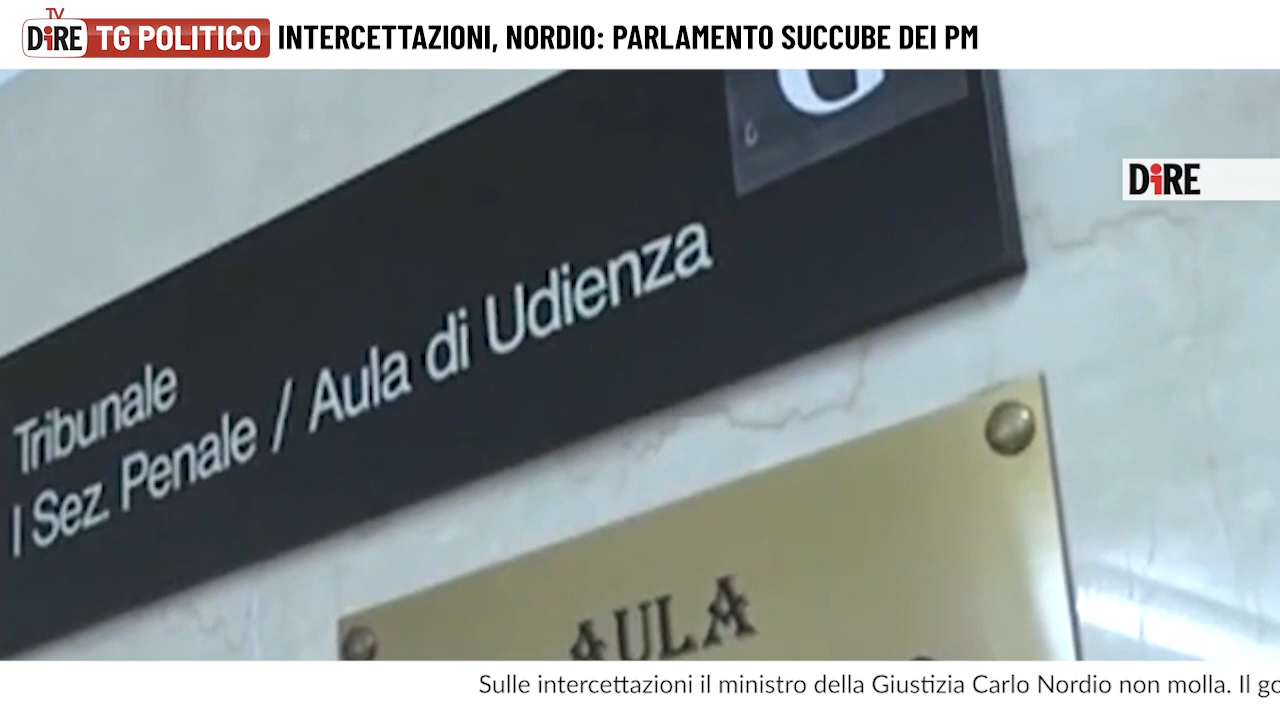 TV
DiRE TG POLITICO INTERCETTAZIONI, NORDIO: PARLAMENTO SUCCUBE DEI PM
G
DiRE
Tribunale
I Sez. Penale / Aula di Udienza
AULA
Sulle intercettazioni il ministro della Giustizia Carlo Nordio non molla. Il